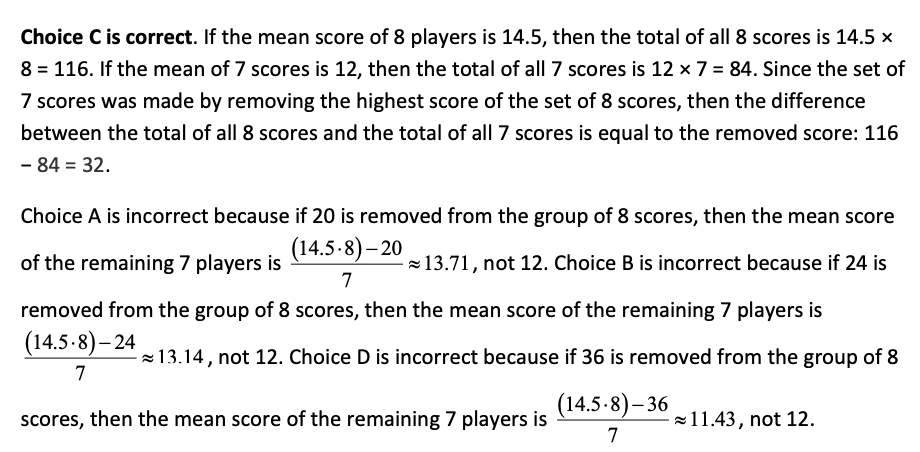 Choice C is correct. If the mean score of 8 players is 14.5, then the total of all 8 scores is 14.5 ×
8 = 116. If the mean of 7 scores is 12, then the total of all 7 scores is 12 × 7 = 84. Since the set of
7 scores was made by removing the highest score of the set of 8 scores, then the difference
between the total of all 8 scores and the total of all 7 scores is equal to the removed score: 116
− 84 = 32.
Choice A is incorrect because if 20 is removed from the group of 8 scores, then the mean score
of the remaining 7 players is (14.5·8)−20 / 7 ≈13.71, not 12. Choice B is incorrect because if 24 is
removed from the group of 8 scores, then the mean score of the remaining 7 players is
(14.5·8)−24 / 7 ≈13.14, not 12. Choice D is incorrect because if 36 is removed from the group of 8
scores, then the mean score of the remaining 7 players is (14.5·8)−36 / 7 ≈11.43, not 12.